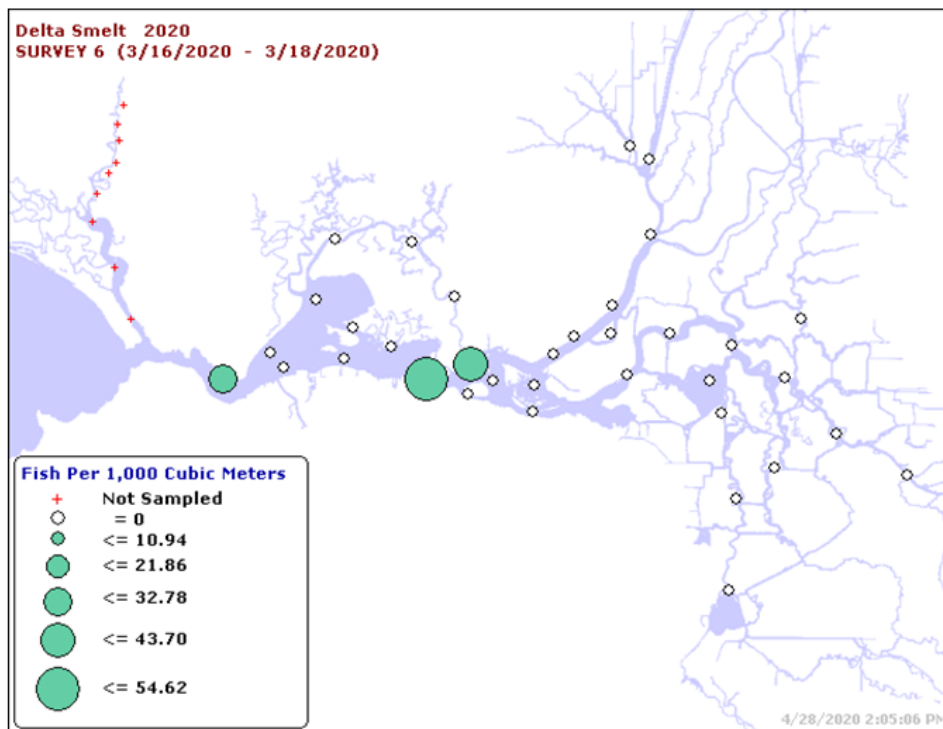 Delta Smelt 2020
SURVEY 6 (3/16/2020 - 3/18/2020)
Fish Per 1,000 Cubic Meters
Not Sampled
= 0
<= 10.94
<= 21.86
<= 32.78
<= 43.70
<= 54.62
4/28/2020 2:05:06 PM